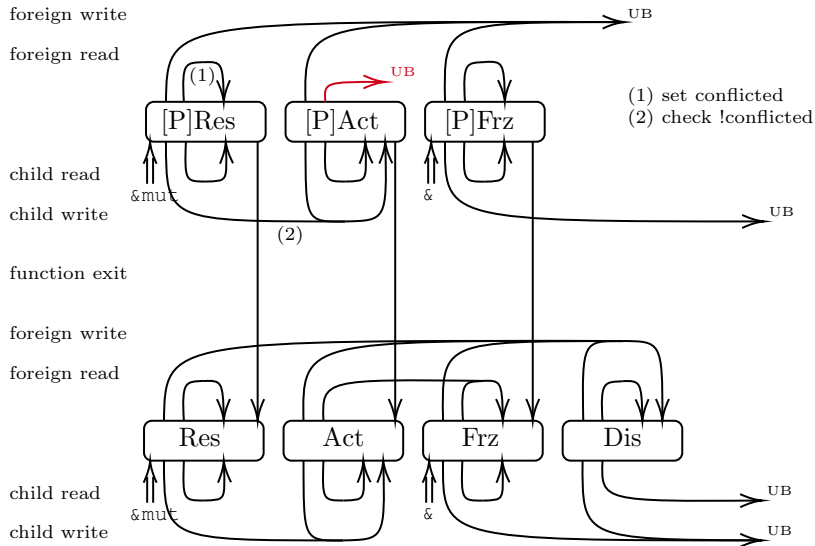 foreign write
UB
foreign read
(1)
UB
(1) set conflicted
(2) check !conflicted
[P]Res
[P]Act
[P]Frz
child read
&mut
&
child write
UB
(2)
function exit
foreign write
foreign read
Res
Act
Frz
Dis
child read
UB
&mut
&
child write
UB